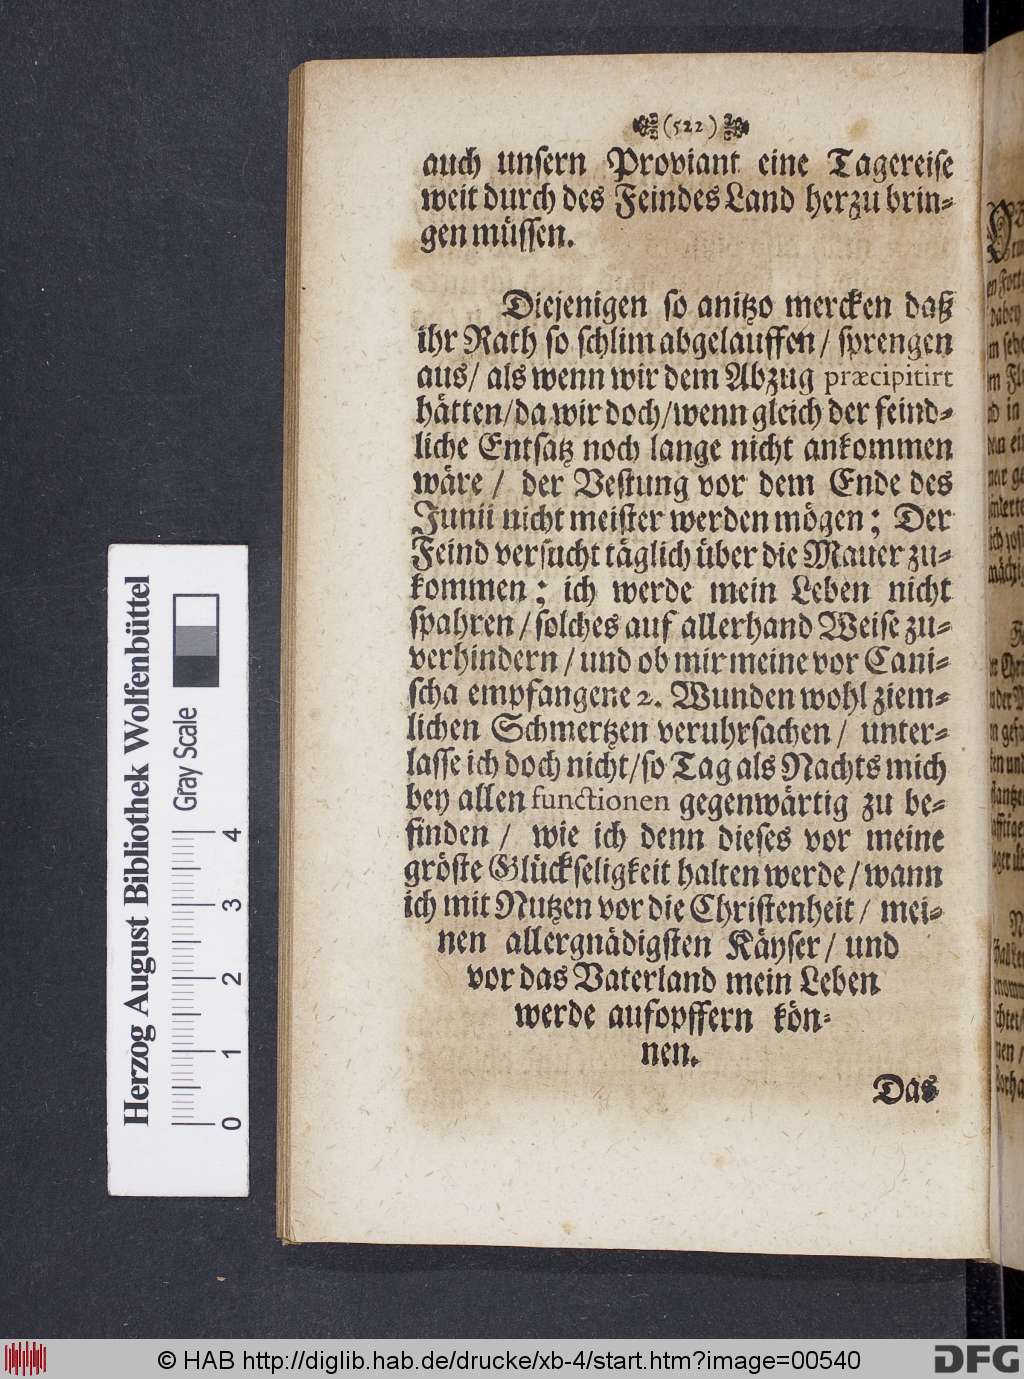 (522)
auch unsern Proviant eine Tagereise
weit durch des Feindes Land herzu brin-
gen müssen.
Diejenigen so anitzo mercken daß
ihr Rath so schlim abgelauffen / sprengen
aus / als wenn wir dem Abzug præcipitirt
hätten / da wir doch / wenn gleich der feind-
liche Entsatz noch lange nicht ankommen
wäre / der Vestung vor dem Ende des
Junii nicht meister werden mögen; Der
Feind versucht täglich über die Mauer zu-
kommen; ich werde mein Leben nicht
spahren / solches auf allerhand Weise zu-
verhindern / und ob mir meine vor Cani-
scha empfangene 2. Wunden wohl ziem-
lichen Schmertzen veruhrsachen / unter-
lasse ich doch nicht / so Tag als Nachts mich
bey allen functionen gegenwärtig zu be-
finden / wie ich denn dieses vor meine
gröste Glückseligkeit halten werde / wann
ich mit Nutzen vor die Christenheit / mei-
nen allergnädigsten Käyser / und
vor das Vaterland mein Leben
werde aufopffern kön-
nen.
Das
Herzog August Bibliothek Wolfenbüttel
Gray Scale
0 1 2 3 4
© HAB http://diglib.hab.de/drucke/xb-4/start.htm?image=00540
DFG